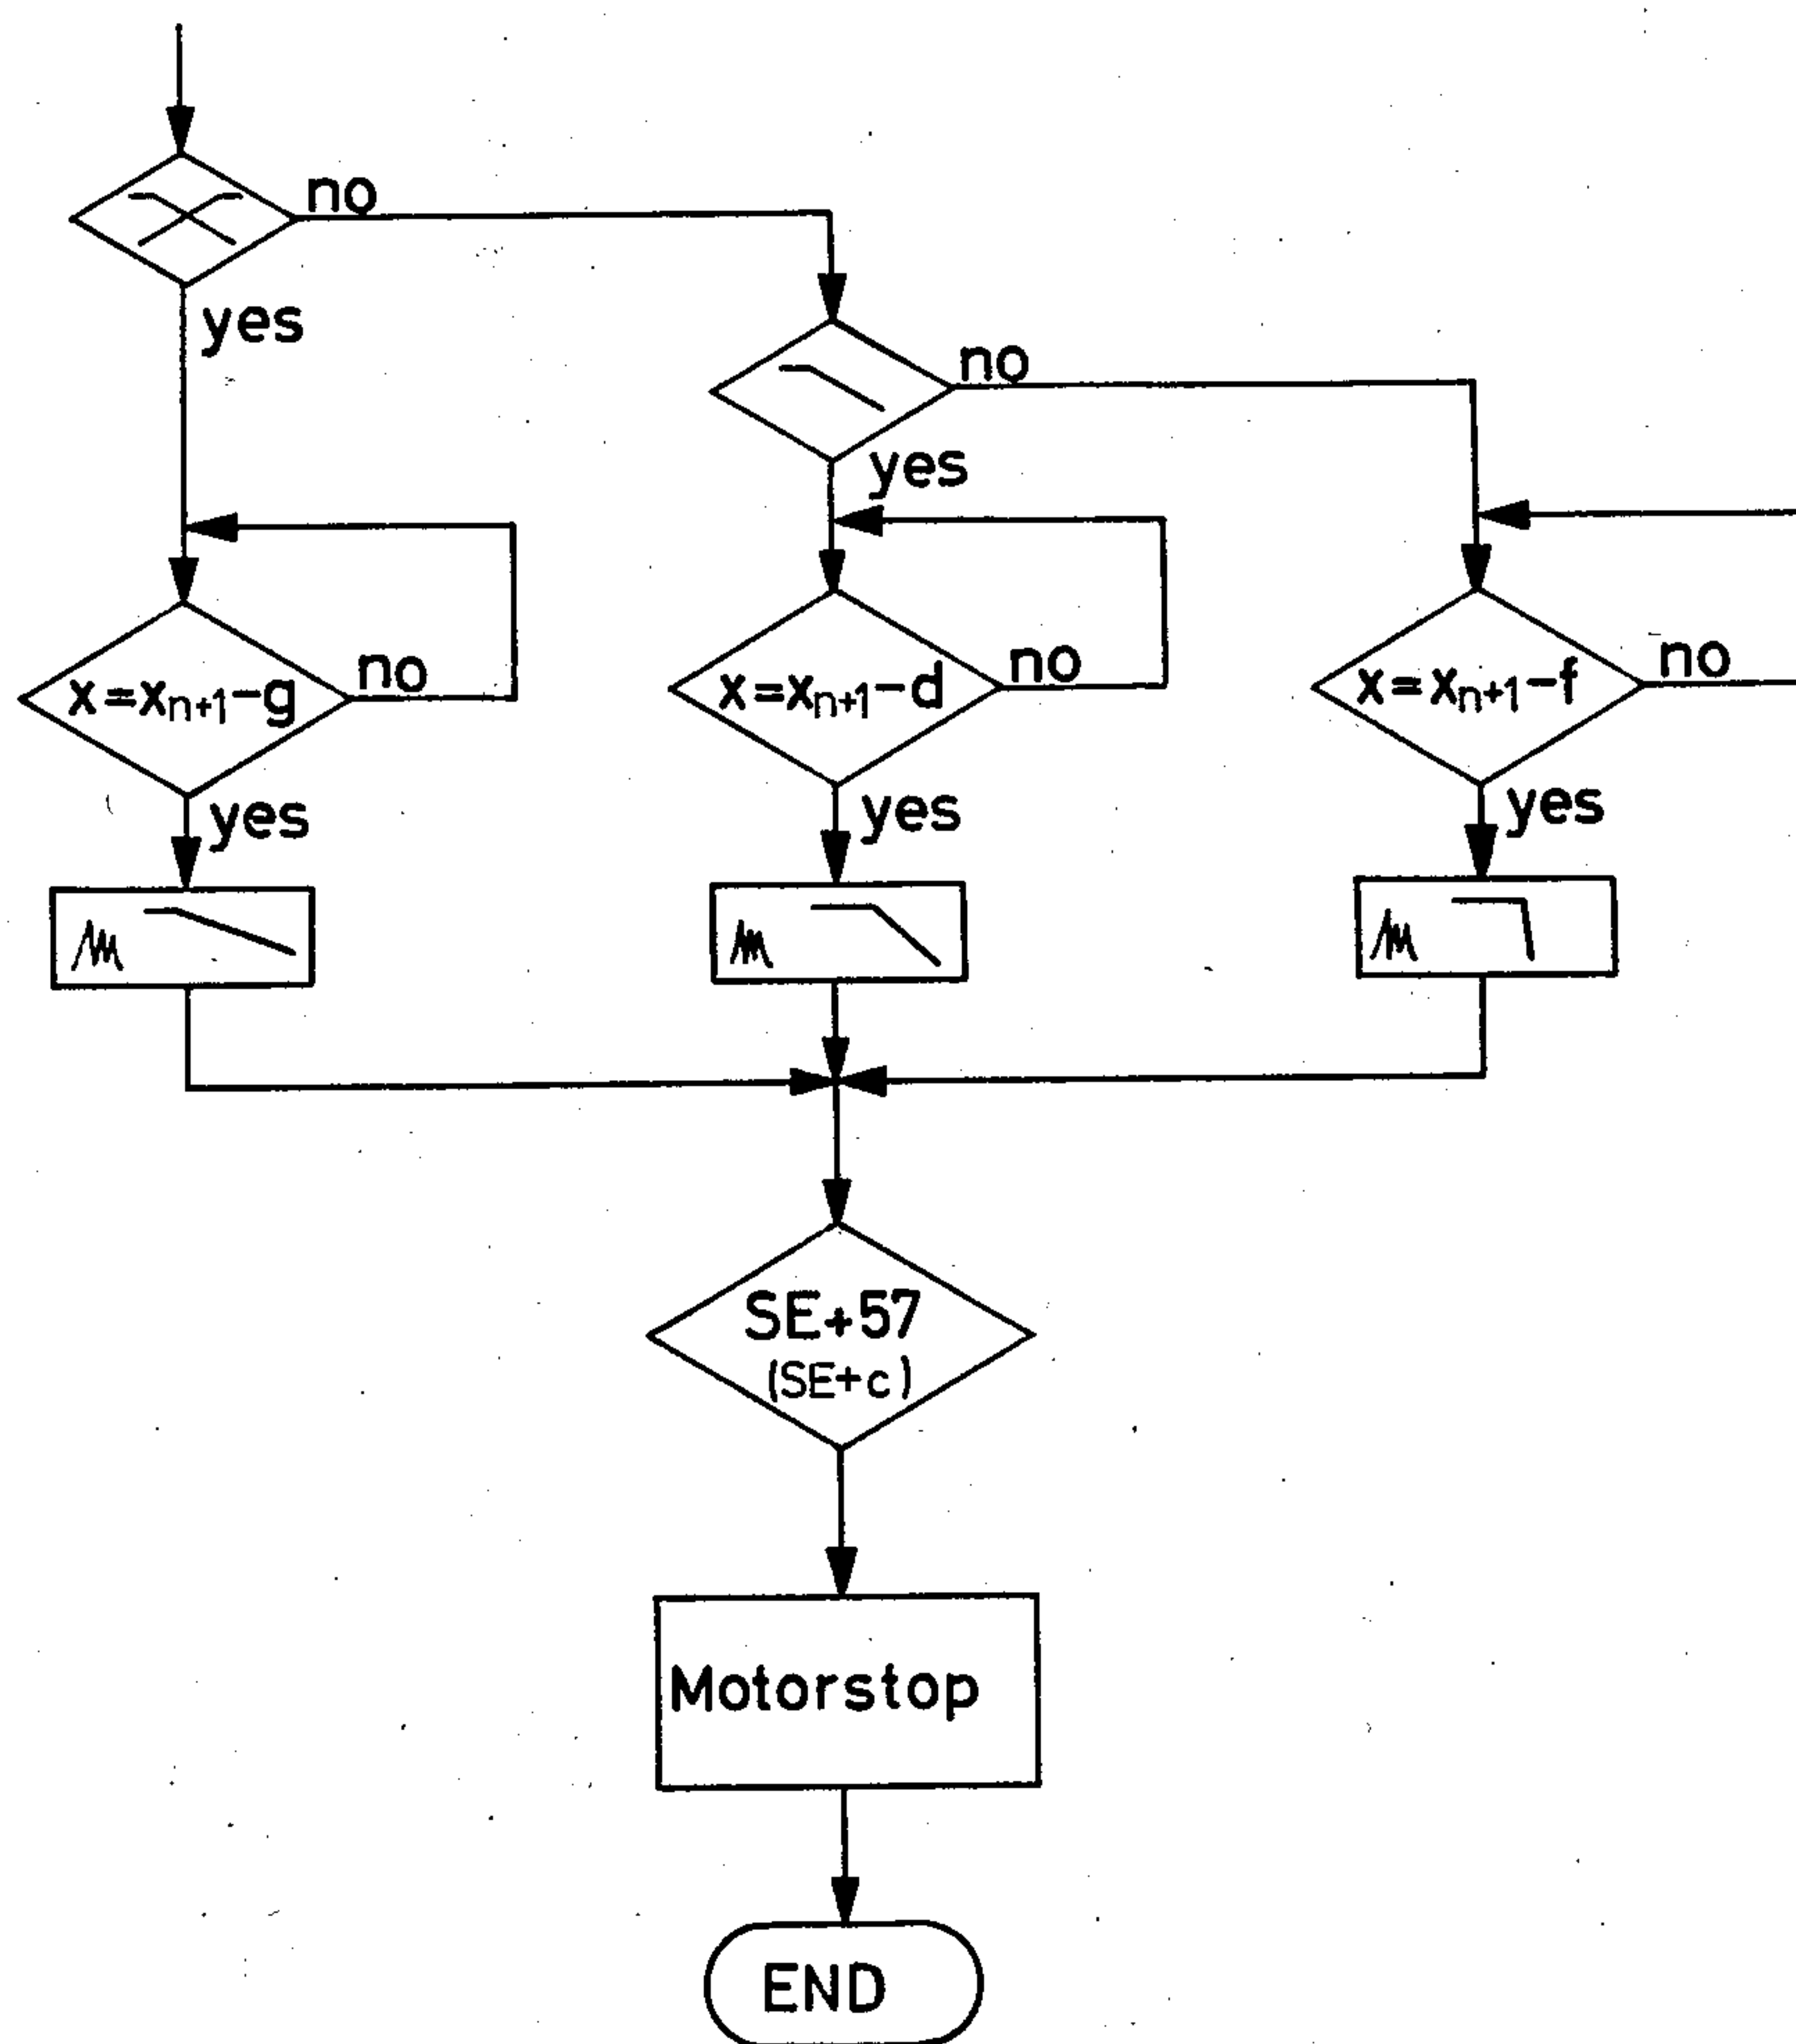 no
yes
no
yes
x=xn+1-g
no
x=xn+1-d
no
x=xn+1-f
no
yes
yes
yes
SE+57
(SE+c)
Motorstop
END